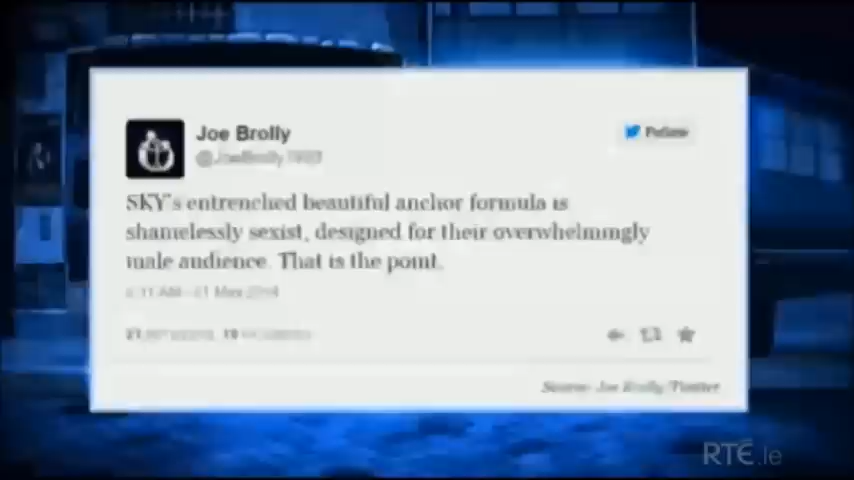 Joe Brolly
Follow
SKY's entrenched beautiful anchor formula is
shamelessly sexist, designed for their overwhelmingly
male audience. That is the point.
Source: Joe Brolly/Twitter
RTÉ.ie